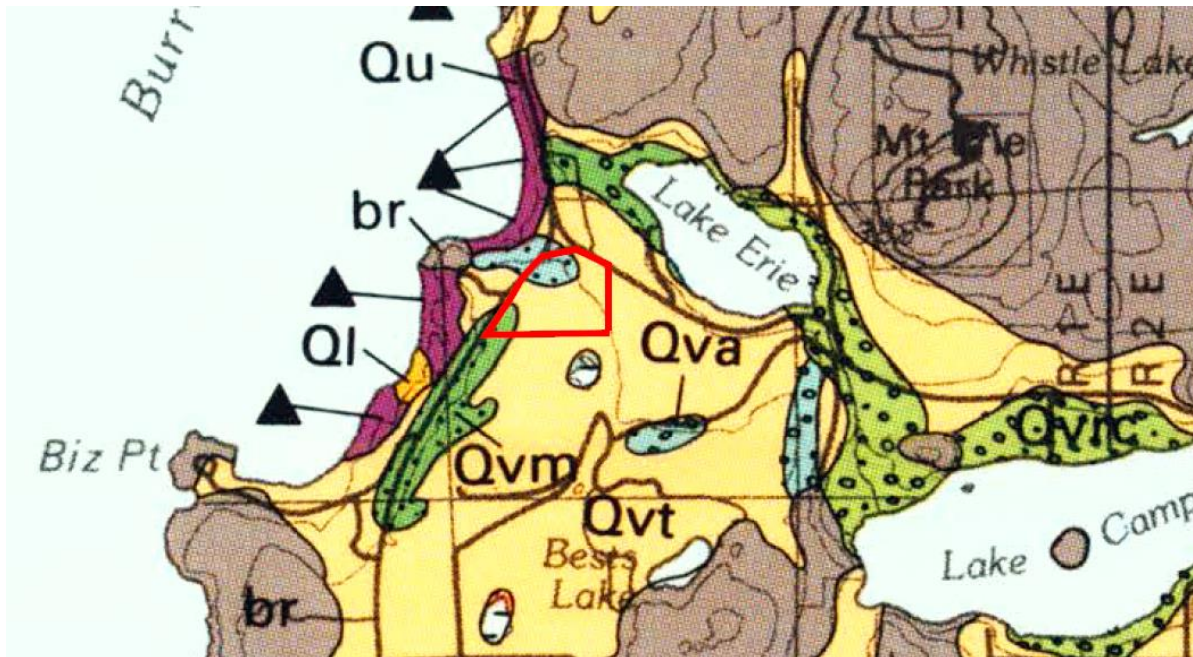 Burr
Qu
Whistle Lake
Mt Erie
Park
br
Lake Erie
R 1 E
R 2 E
Ql
Qva
Biz Pt
Qvm
Qvrc
Qvt
Bests
Lake
Lake Camp
br